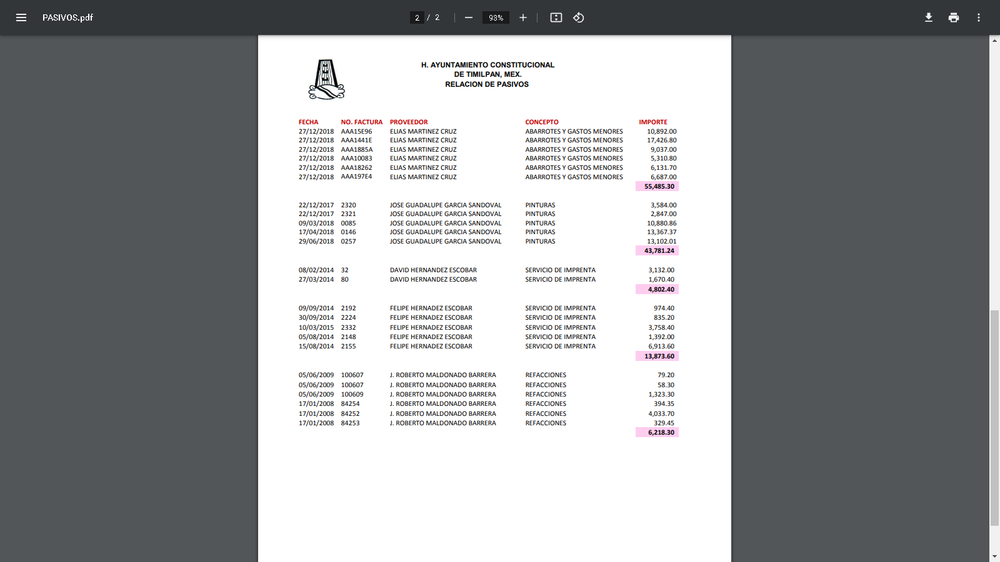 PASIVOS.pdf
2 / 2
93%
H. AYUNTAMIENTO CONSTITUCIONAL
DE TIMILPAN, MEX.
RELACION DE PASIVOS
FECHA NO. FACTURA PROVEEDOR CONCEPTO IMPORTE
27/12/2018 AAA15E96 ELIAS MARTINEZ CRUZ ABARROTES Y GASTOS MENORES 10,892.00
27/12/2018 AAA1441E ELIAS MARTINEZ CRUZ ABARROTES Y GASTOS MENORES 17,426.80
27/12/2018 AAA1885A ELIAS MARTINEZ CRUZ ABARROTES Y GASTOS MENORES 9,037.00
27/12/2018 AAA10083 ELIAS MARTINEZ CRUZ ABARROTES Y GASTOS MENORES 5,310.80
27/12/2018 AAA18262 ELIAS MARTINEZ CRUZ ABARROTES Y GASTOS MENORES 6,131.70
27/12/2018 AAA197E4 ELIAS MARTINEZ CRUZ ABARROTES Y GASTOS MENORES 6,687.00
55,485.30
22/12/2017 2320 JOSE GUADALUPE GARCIA SANDOVAL PINTURAS 3,584.00
22/12/2017 2321 JOSE GUADALUPE GARCIA SANDOVAL PINTURAS 2,847.00
09/03/2018 0085 JOSE GUADALUPE GARCIA SANDOVAL PINTURAS 10,880.86
17/04/2018 0146 JOSE GUADALUPE GARCIA SANDOVAL PINTURAS 13,367.37
29/06/2018 0257 JOSE GUADALUPE GARCIA SANDOVAL PINTURAS 13,102.01
43,781.24
08/02/2014 32 DAVID HERNANDEZ ESCOBAR SERVICIO DE IMPRENTA 3,132.00
27/03/2014 80 DAVID HERNANDEZ ESCOBAR SERVICIO DE IMPRENTA 1,670.40
4,802.40
09/09/2014 2192 FELIPE HERNADEZ ESCOBAR SERVICIO DE IMPRENTA 974.40
30/09/2014 2224 FELIPE HERNADEZ ESCOBAR SERVICIO DE IMPRENTA 835.20
10/03/2015 2332 FELIPE HERNADEZ ESCOBAR SERVICIO DE IMPRENTA 3,758.40
05/08/2014 2148 FELIPE HERNADEZ ESCOBAR SERVICIO DE IMPRENTA 1,392.00
15/08/2014 2155 FELIPE HERNADEZ ESCOBAR SERVICIO DE IMPRENTA 6,913.60
13,873.60
05/06/2009 100607 J. ROBERTO MALDONADO BARRERA REFACCIONES 79.20
05/06/2009 100607 J. ROBERTO MALDONADO BARRERA REFACCIONES 58.30
05/06/2009 100609 J. ROBERTO MALDONADO BARRERA REFACCIONES 1,323.30
17/01/2008 84254 J. ROBERTO MALDONADO BARRERA REFACCIONES 394.35
17/01/2008 84252 J. ROBERTO MALDONADO BARRERA REFACCIONES 4,033.70
17/01/2008 84253 J. ROBERTO MALDONADO BARRERA REFACCIONES 329.45
6,218.30